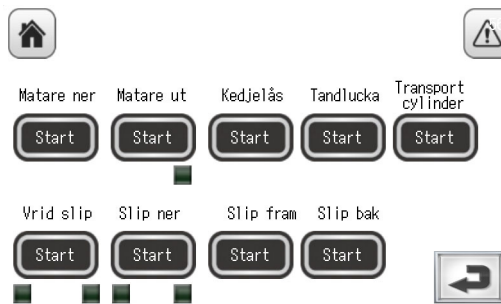 Matare ner Matare ut Kedjelås Tandlucka Transport
cylinder
Start Start Start Start Start
Vrid slip Slip ner Slip fram Slip bak
Start Start Start Start